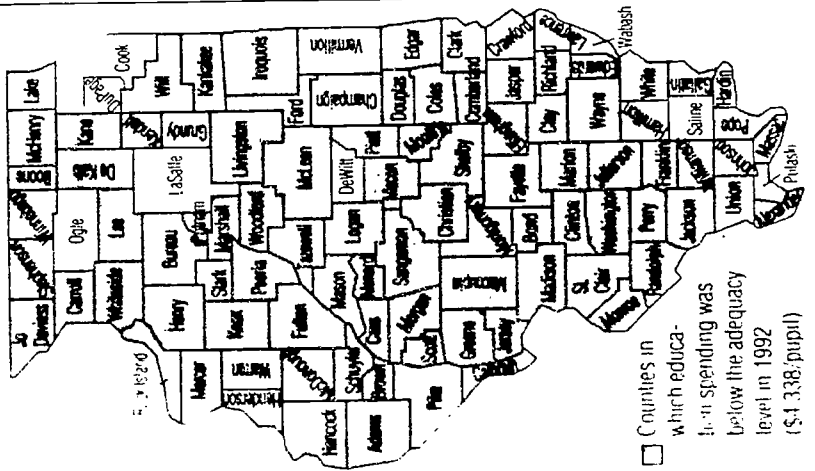 Jo
Daviess
Stephenson
Winnebago
Boone
McHenry
Lake
Carroll
Ogle
De Kalb
Kane
DuPage
Cook
Whiteside
Lee
Kendall
Will
Rock Island
Henry
Bureau
LaSalle
Grundy
Kankakee
Mercer
Putnam
Stark
Marshall
Livingston
Iroquois
Henderson
Warren
Knox
Peoria
Woodford
Ford
Hancock
McDonough
Fulton
Tazewell
McLean
Vermilion
Champaign
Adams
Schuyler
Brown
Mason
Menard
Logan
DeWitt
Piatt
Cass
Pike
Scott
Morgan
Sangamon
Macon
Moultrie
Douglas
Edgar
Coles
Christian
Shelby
Cumberland
Clark
Greene
Macoupin
Montgomery
Jersey
Fayette
Effingham
Jasper
Crawford
Madison
Bond
Clay
Richland
Lawrence
Wabash
St.
Clair
Clinton
Marion
Wayne
Monroe
Washington
Jefferson
White
Randolph
Perry
Franklin
Hamilton
Jackson
Williamson
Saline
Gallatin
Union
Johnson
Pope
Hardin
Alexander
Pulaski
Massac
Counties in
which educa-
spending was
below the adequacy
level in 1992
($4,338/pupil)